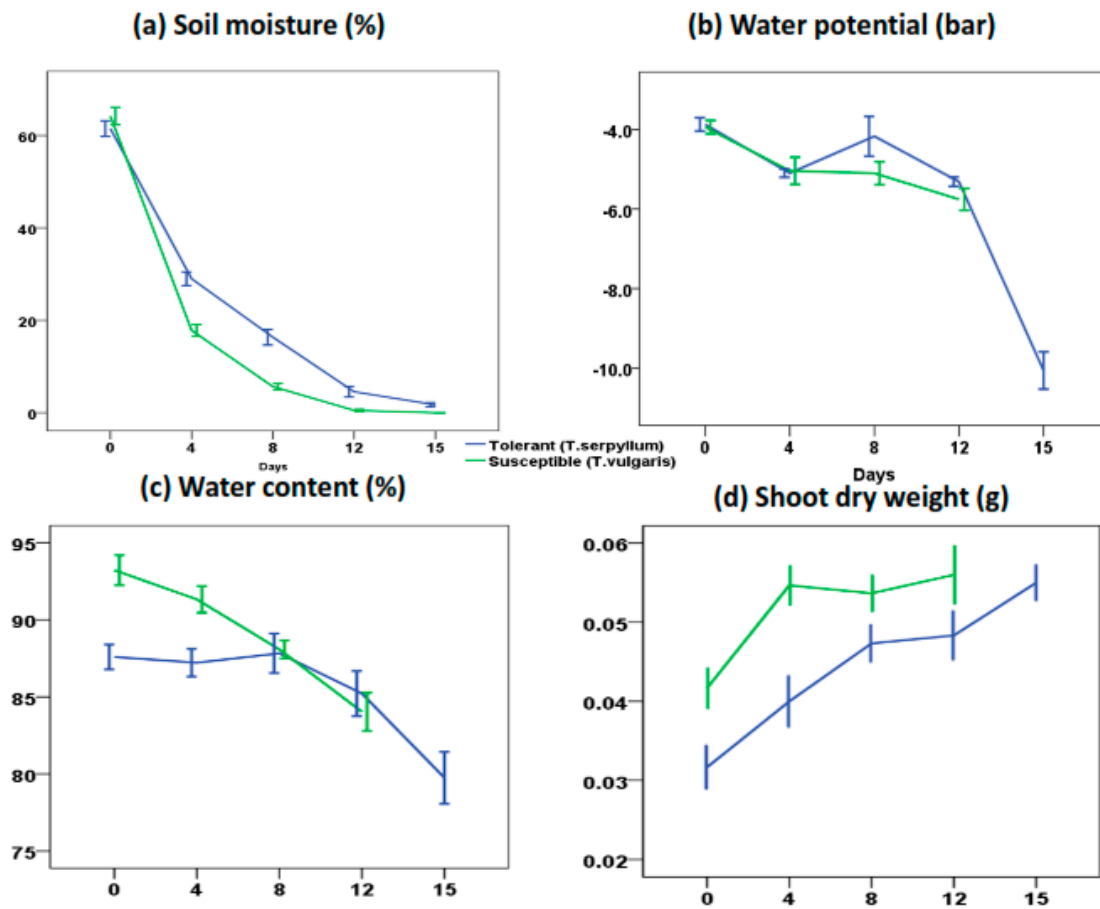 (a) Soil moisture (%)
60
40
20
0
0 4 8 12 15
Days
(b) Water potential (bar)
-4.0
-6.0
-8.0
-10.0
0 4 8 12 15
Days
Tolerant (T.serpyllum)
Susceptible (T.vulgaris)
(c) Water content (%)
95
90
85
80
75
0 4 8 12 15
(d) Shoot dry weight (g)
0.06
0.05
0.04
0.03
0.02
0 4 8 12 15